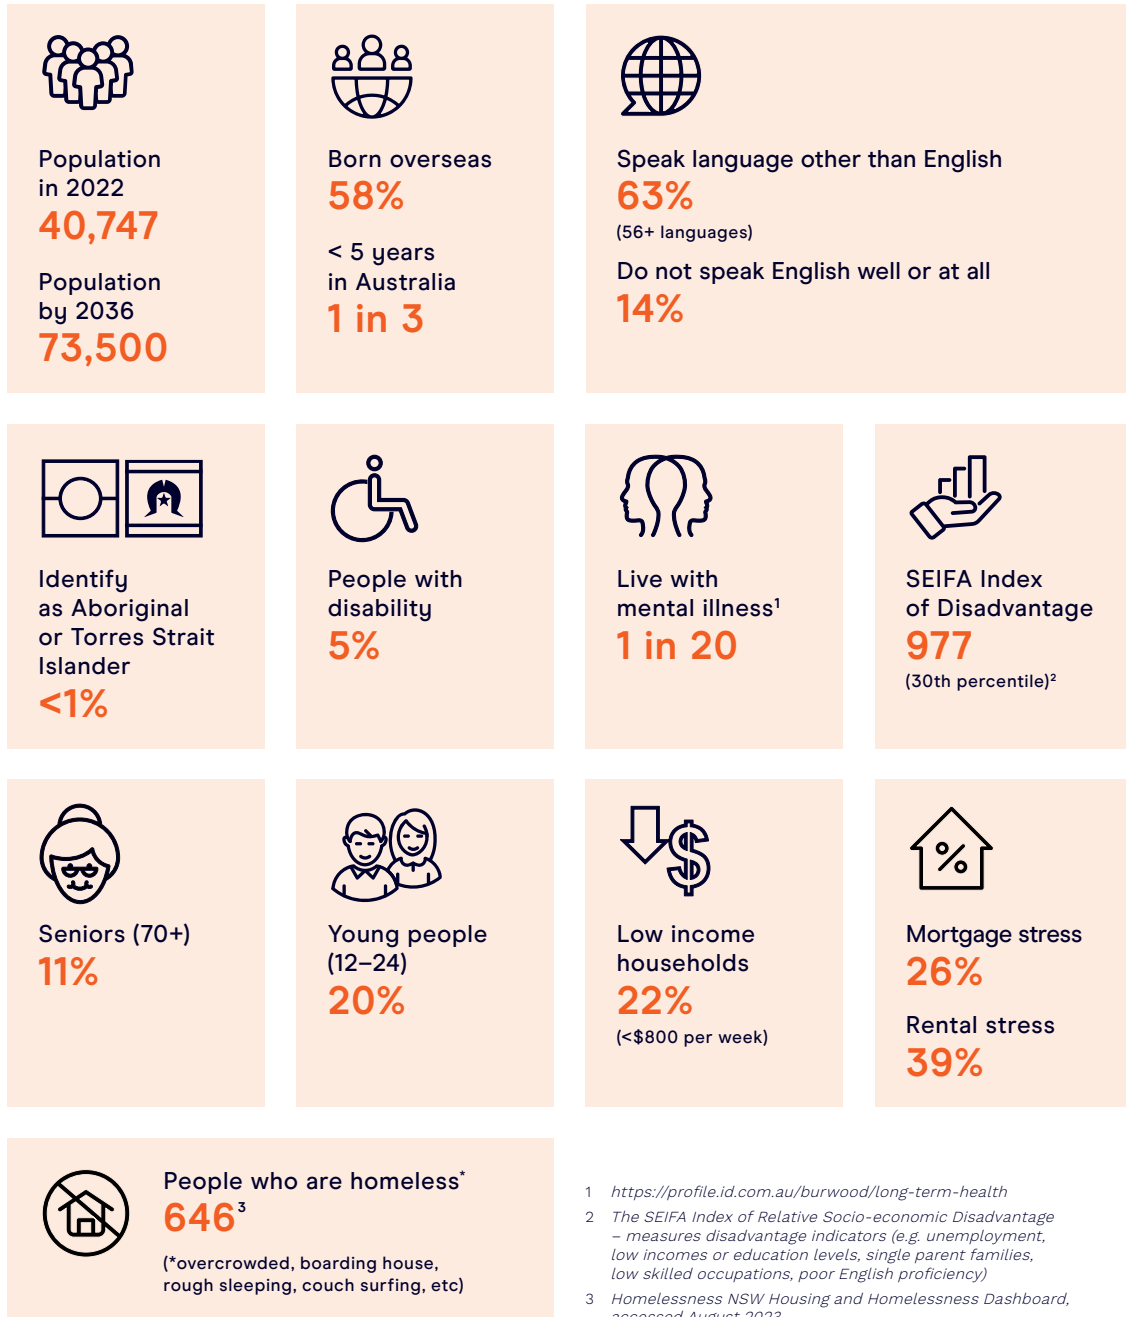 Population
in 2022
40,747
Population
by 2036
73,500
Born overseas
58%
< 5 years
in Australia
1 in 3
Speak language other than English
63%
(56+ languages)
Do not speak English well or at all
14%
Identify
as Aboriginal
or Torres Strait
Islander
<1%
People with
disability
5%
Live with
mental illness¹
1 in 20
SEIFA Index
of Disadvantage
977
(30th percentile)²
Seniors (70+)
11%
Young people
(12–24)
20%
Low income
households
22%
(<$800 per week)
Mortgage stress
26%
Rental stress
39%
People who are homeless*
646³
(*overcrowded, boarding house,
rough sleeping, couch surfing, etc)
1 https://profile.id.com.au/burwood/long-term-health
2 The SEIFA Index of Relative Socio-economic Disadvantage
– measures disadvantage indicators (e.g. unemployment,
low incomes or education levels, single parent families,
low skilled occupations, poor English proficiency)
3 Homelessness NSW Housing and Homelessness Dashboard,
accessed August 2023